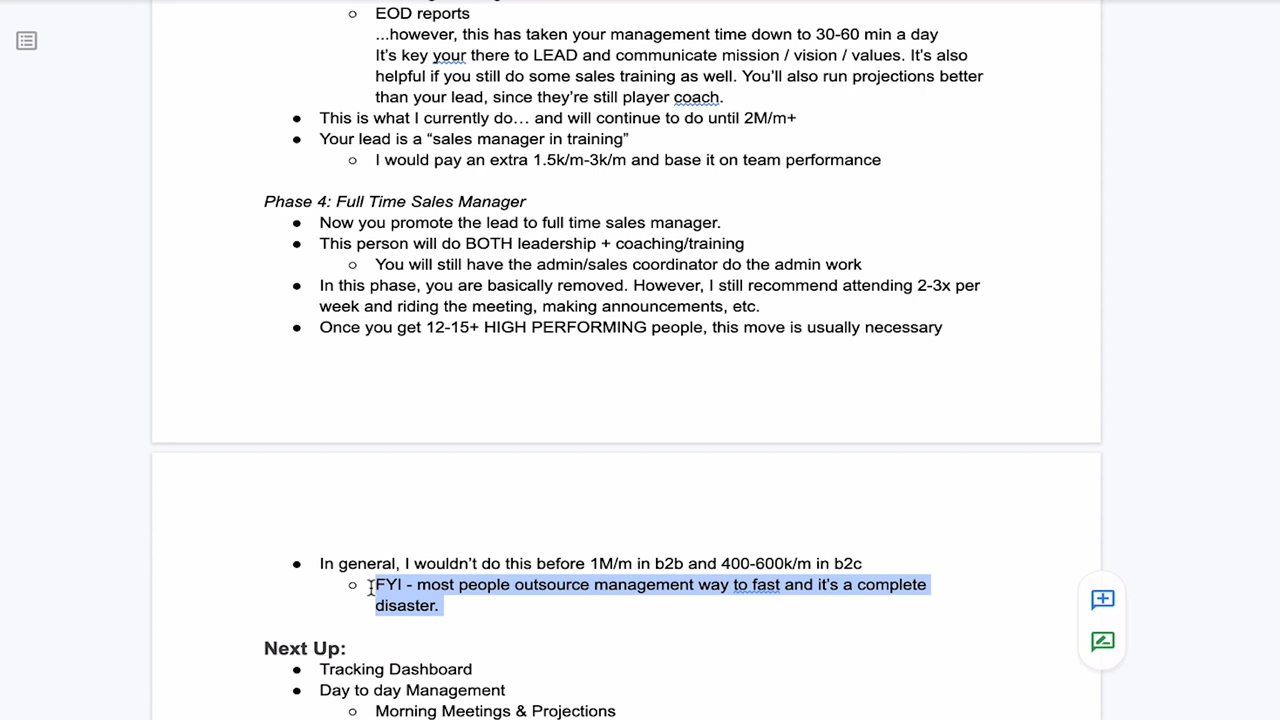 ○ EOD reports
...however, this has taken your management time down to 30-60 min a day
It's key your there to LEAD and communicate mission / vision / values. It's also
helpful if you still do some sales training as well. You'll also run projections better
than your lead, since they're still player coach.
● This is what I currently do… and will continue to do until 2M/m+
● Your lead is a “sales manager in training”
○ I would pay an extra 1.5k/m-3k/m and base it on team performance
Phase 4: Full Time Sales Manager
● Now you promote the lead to full time sales manager.
● This person will do BOTH leadership + coaching/training
○ You will still have the admin/sales coordinator do the admin work
● In this phase, you are basically removed. However, I still recommend attending 2-3x per
week and riding the meeting, making announcements, etc.
● Once you get 12-15+ HIGH PERFORMING people, this move is usually necessary
● In general, I wouldn't do this before 1M/m in b2b and 400-600k/m in b2c
○ FYI - most people outsource management way to fast and it's a complete
disaster.
Next Up:
● Tracking Dashboard
● Day to day Management
○ Morning Meetings & Projections